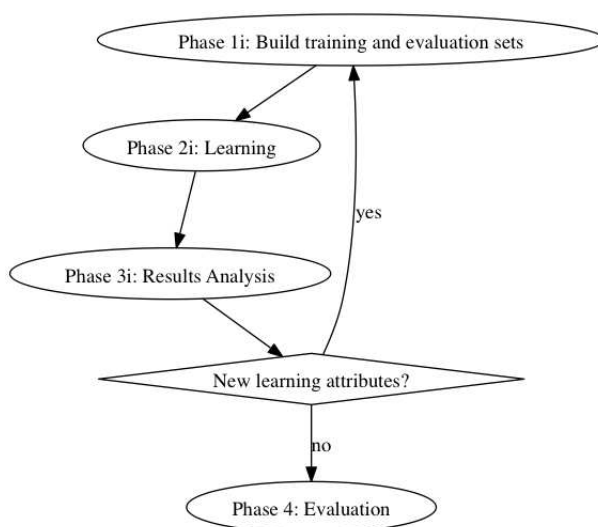 Phase 1i: Build training and evaluation sets
Phase 2i: Learning
yes
Phase 3i: Results Analysis
New learning attributes?
no
Phase 4: Evaluation